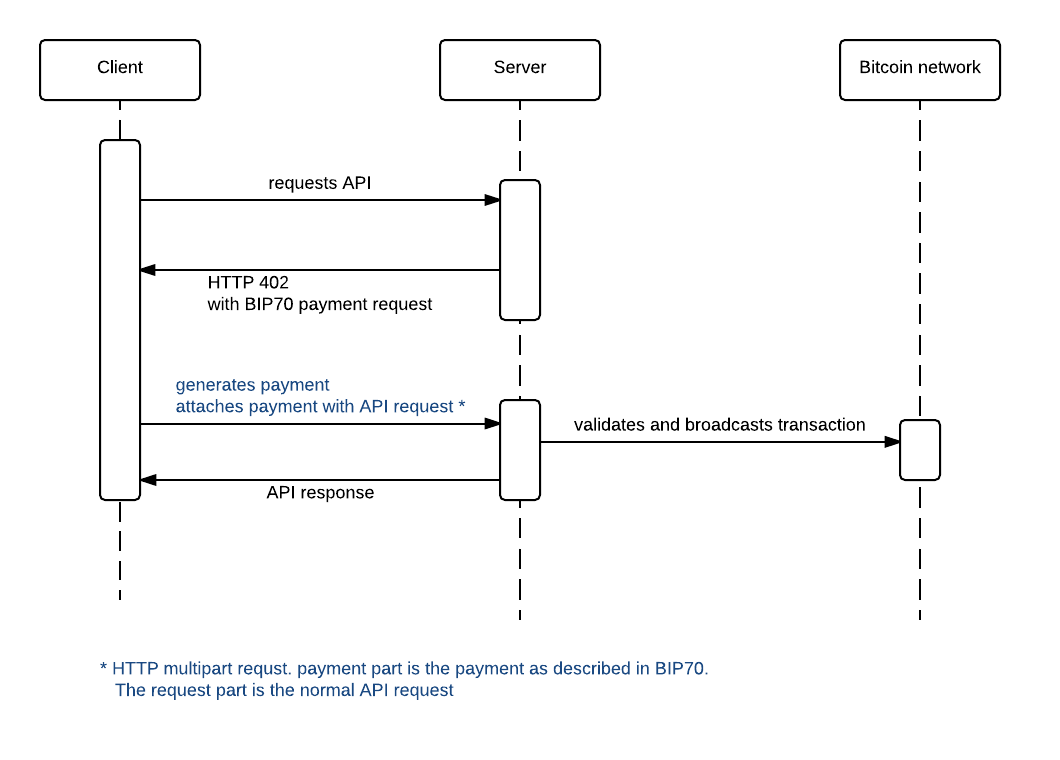 Client
Server
Bitcoin network
requests API
HTTP 402
with BIP70 payment request
generates payment
attaches payment with API request *
validates and broadcasts transaction
API response
* HTTP multipart requst. payment part is the payment as described in BIP70.
The request part is the normal API request